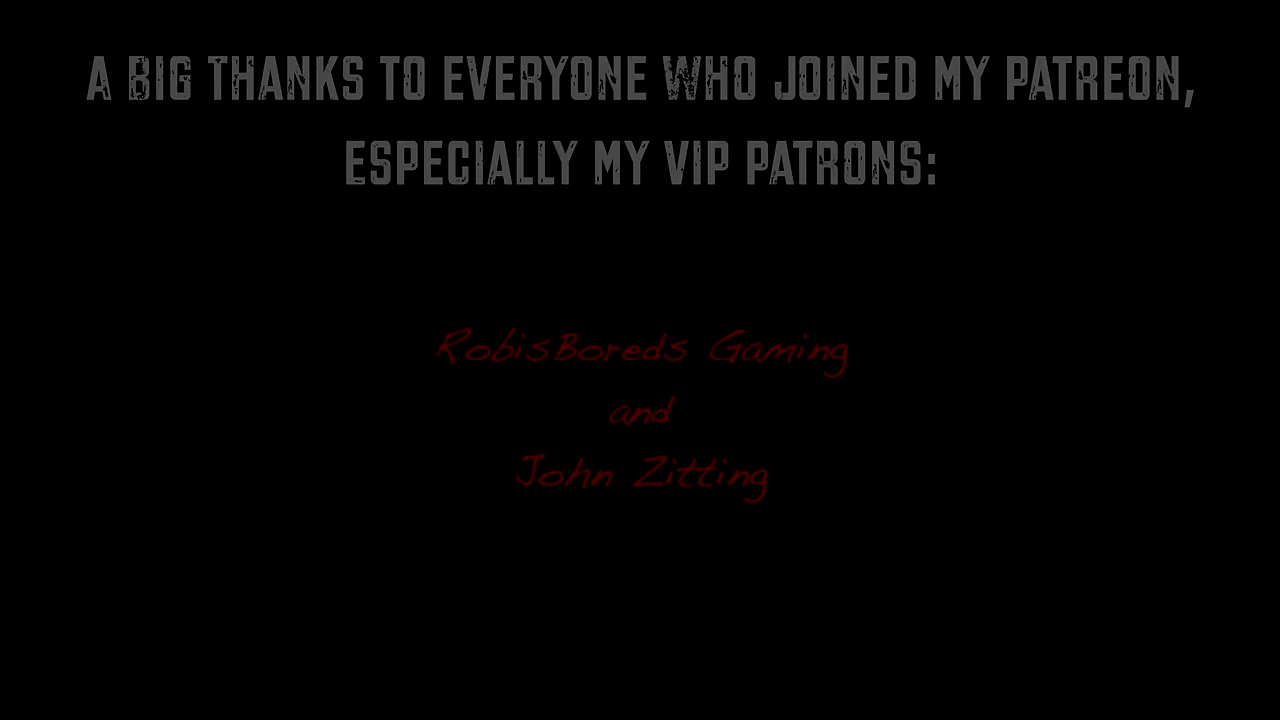 A BIG THANKS TO EVERYONE WHO JOINED MY PATREON,
ESPECIALLY MY VIP PATRONS:
RobisBoreds Gaming
and
John Zitting